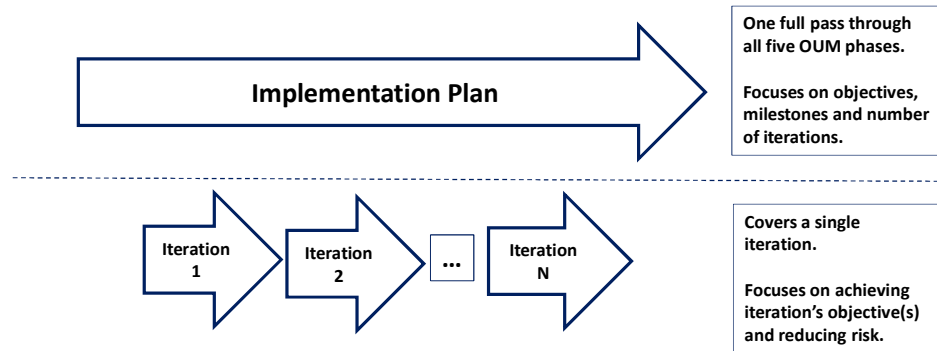 One full pass through
all five OUM phases.
Focuses on objectives,
milestones and number
of iterations.
Implementation Plan
Iteration
1
Iteration
2
...
Iteration
N
Covers a single
iteration.
Focuses on achieving
iteration's objective(s)
and reducing risk.